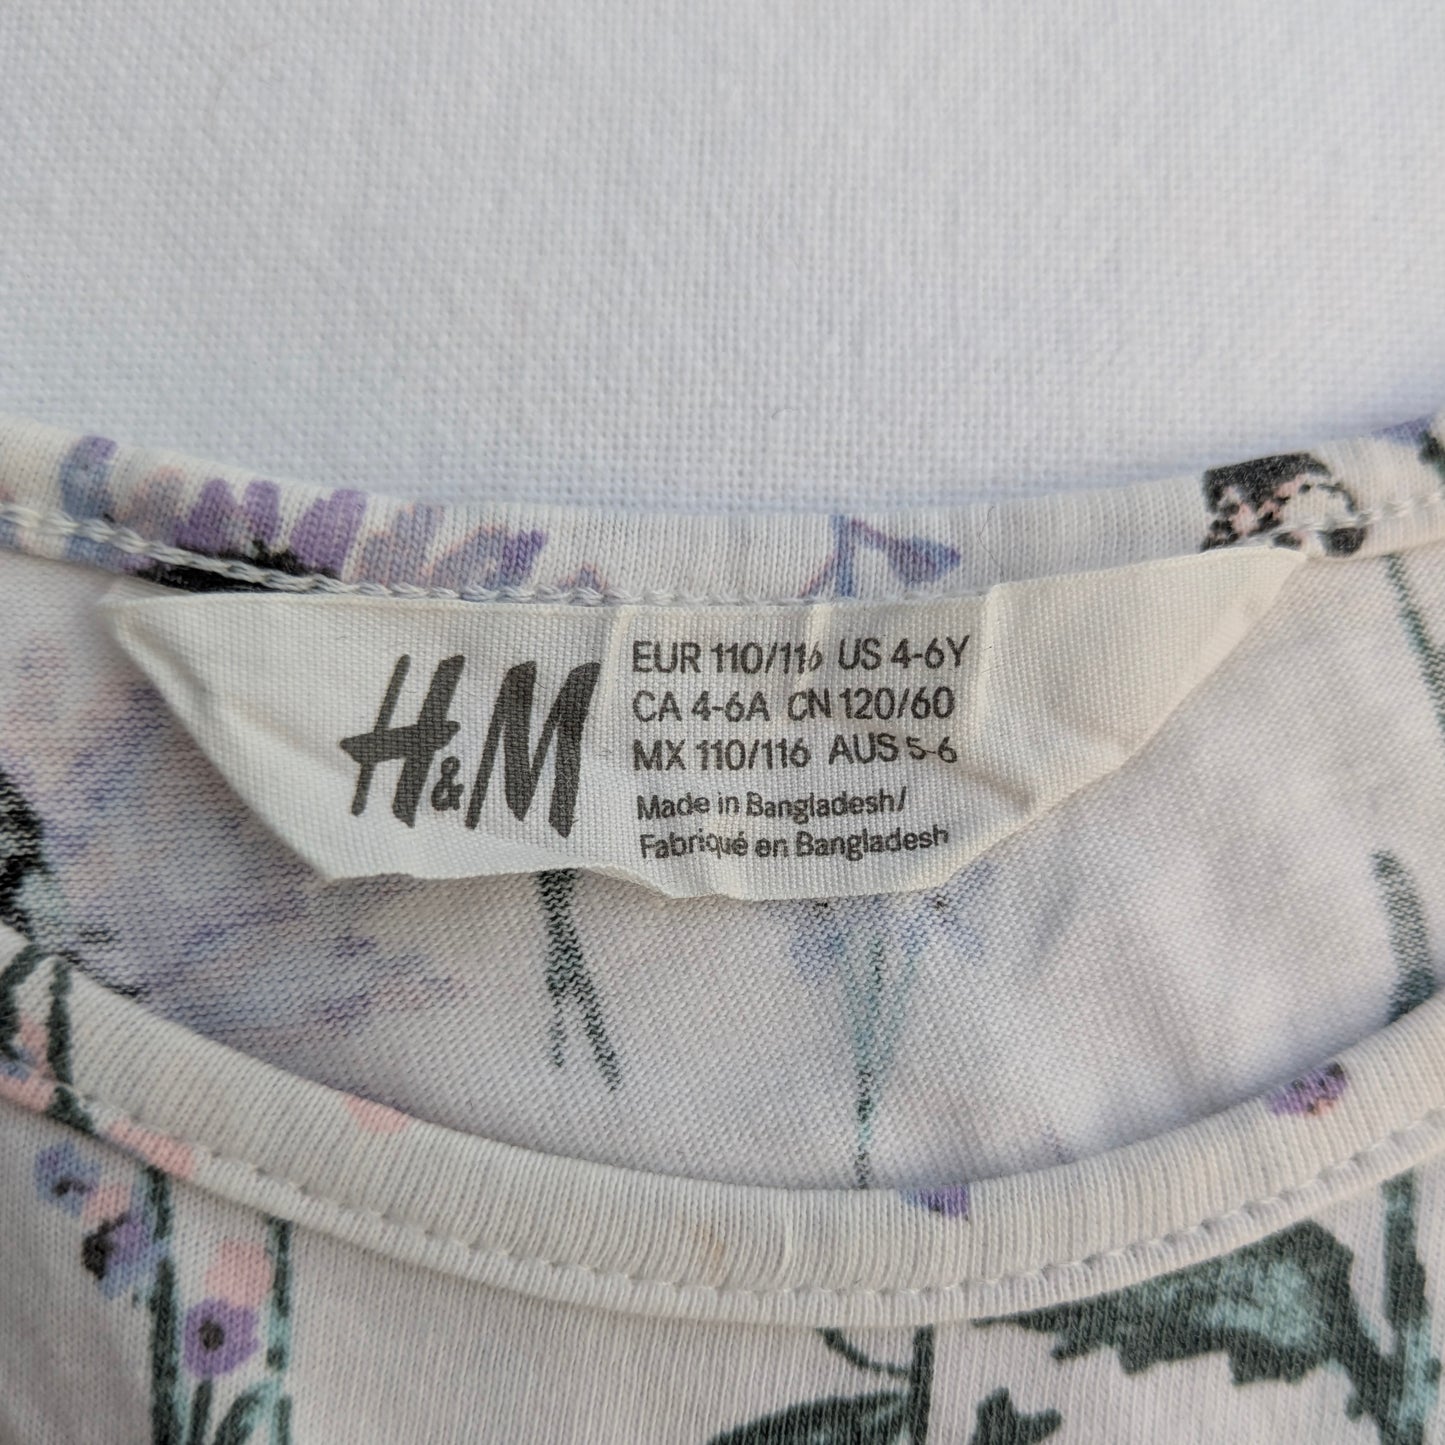 H&M
EUR 110/116 US 4-6Y
CA 4-6A CN 120/60
MX 110/116 AUS 5-6
Made in Bangladesh/
Fabriqué en Bangladesh